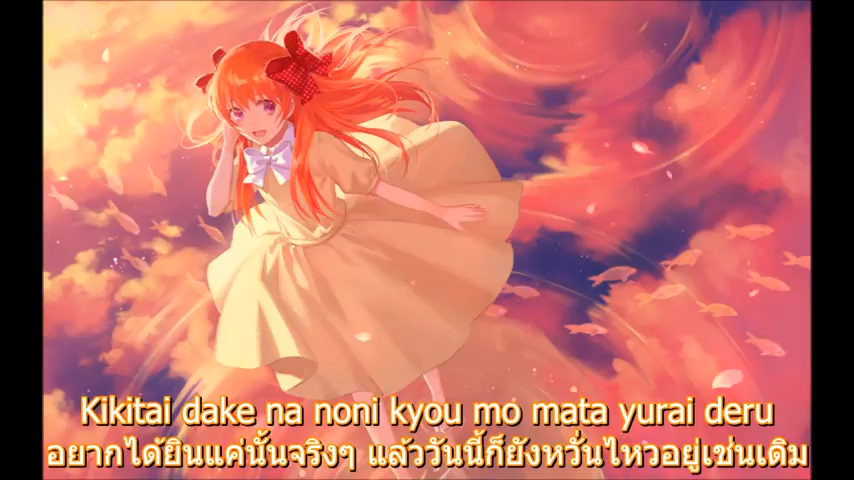 Kikitai dake na noni kyou mo mata yurai deru
อยากได้ยินแค่นั้นจริงๆ แล้ววันนี้ก็ยังหวั่นไหวอยู่เช่นเดิม